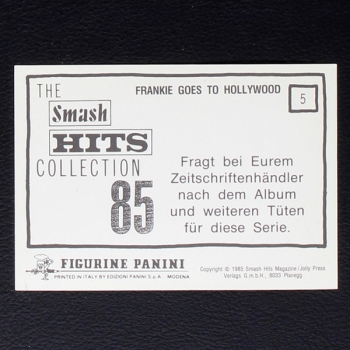 THE
Smash
HITS
COLLECTION
85
FRANKIE GOES TO HOLLYWOOD
5
Fragt bei Eurem
Zeitschriftenhändler
nach dem Album
und weiteren Tüten
für diese Serie.
FIGURINE PANINI
PRINTED IN ITALY BY EDIZIONI PANINI S.p.A. - MODENA
Copyright © 1985 Smash Hits Magazine/Jolly Press
Verlags G.m.b.H. 8033 Planegg